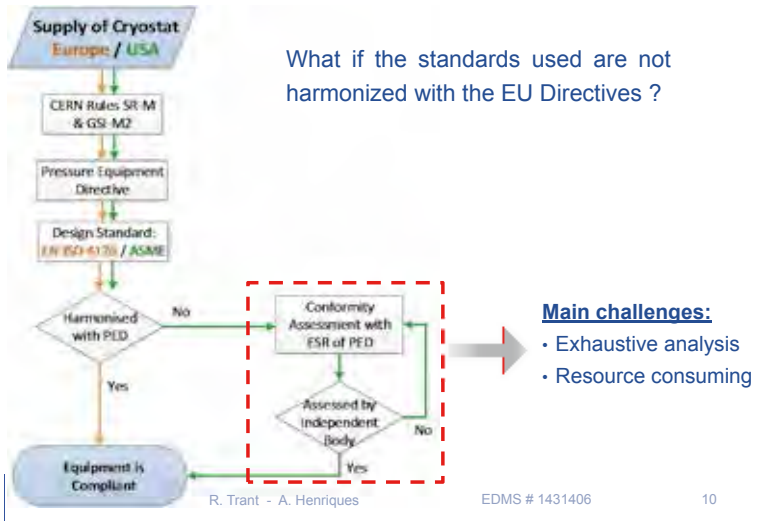 Supply of Cryostat
Europe / USA
What if the standards used are not
harmonized with the EU Directives ?
CERN Rules SR-M
& GSI-M2
Pressure Equipment
Directive
Design Standard:
EN ISO 4126 / ASME
Harmonised
with PED
No
Yes
Conformity
Assessment with
ESR of PED
Assessed by
Independent
Body
No
Yes
Main challenges:
• Exhaustive analysis
• Resource consuming
Equipment is
Compliant
R. Trant - A. Henriques
EDMS # 1431406
10